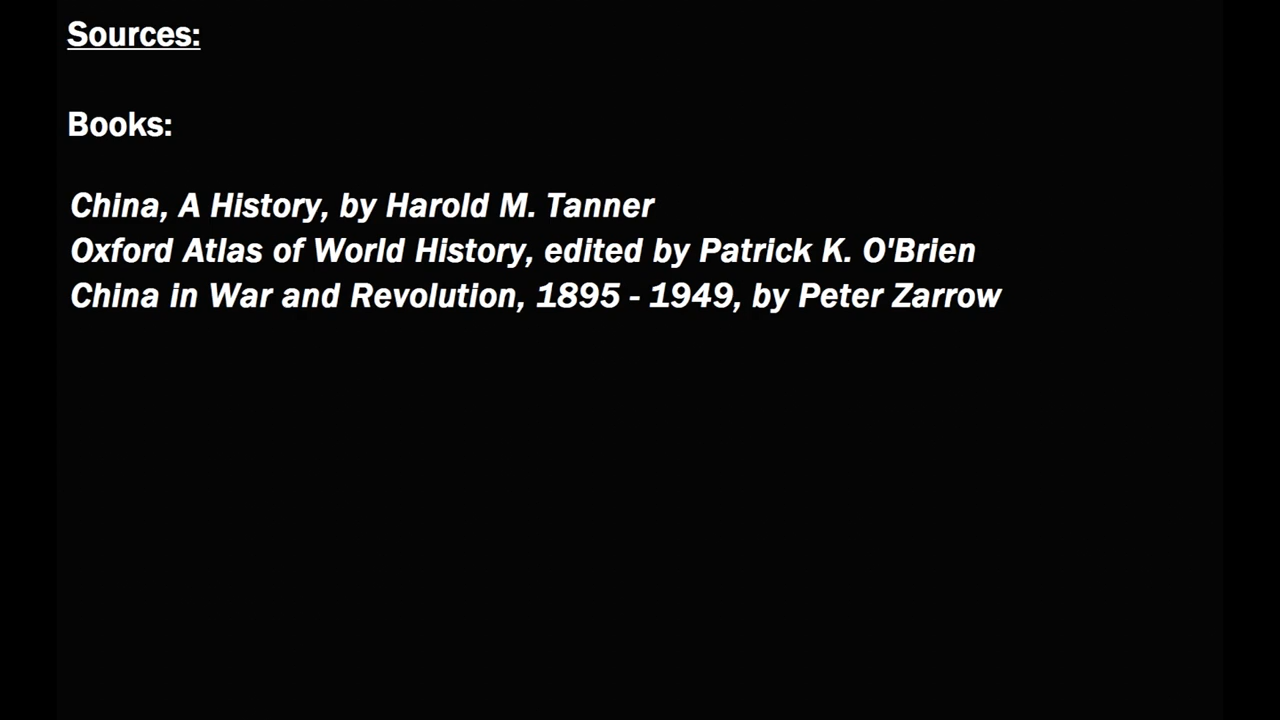 Sources:
Books:
China, A History, by Harold M. Tanner
Oxford Atlas of World History, edited by Patrick K. O'Brien
China in War and Revolution, 1895 - 1949, by Peter Zarrow